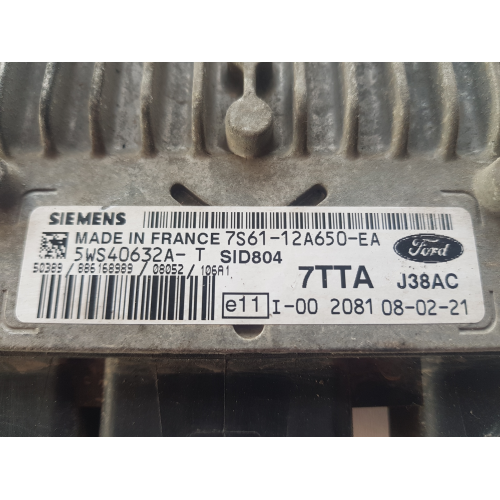 SIEMENS
MADE IN FRANCE 7S61-12A650-EA
5WS40632A- T SID804
50389 / 886168989 / 08052 / 106A1
7TTA J38AC
Ford
e11 I-00 2081 08-02-21